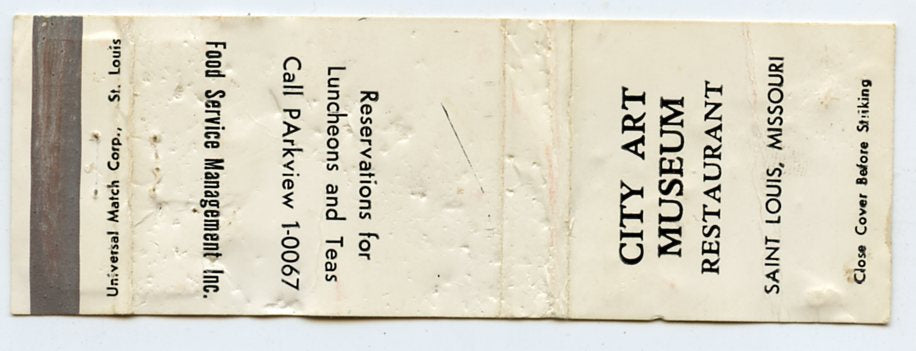 CITY ART
MUSEUM
RESTAURANT
SAINT LOUIS, MISSOURI
Close Cover Before Striking
Reservations for
Luncheons and Teas
Call PArkview 1-0067
Food Service Management Inc.
Universal Match Corp., St. Louis